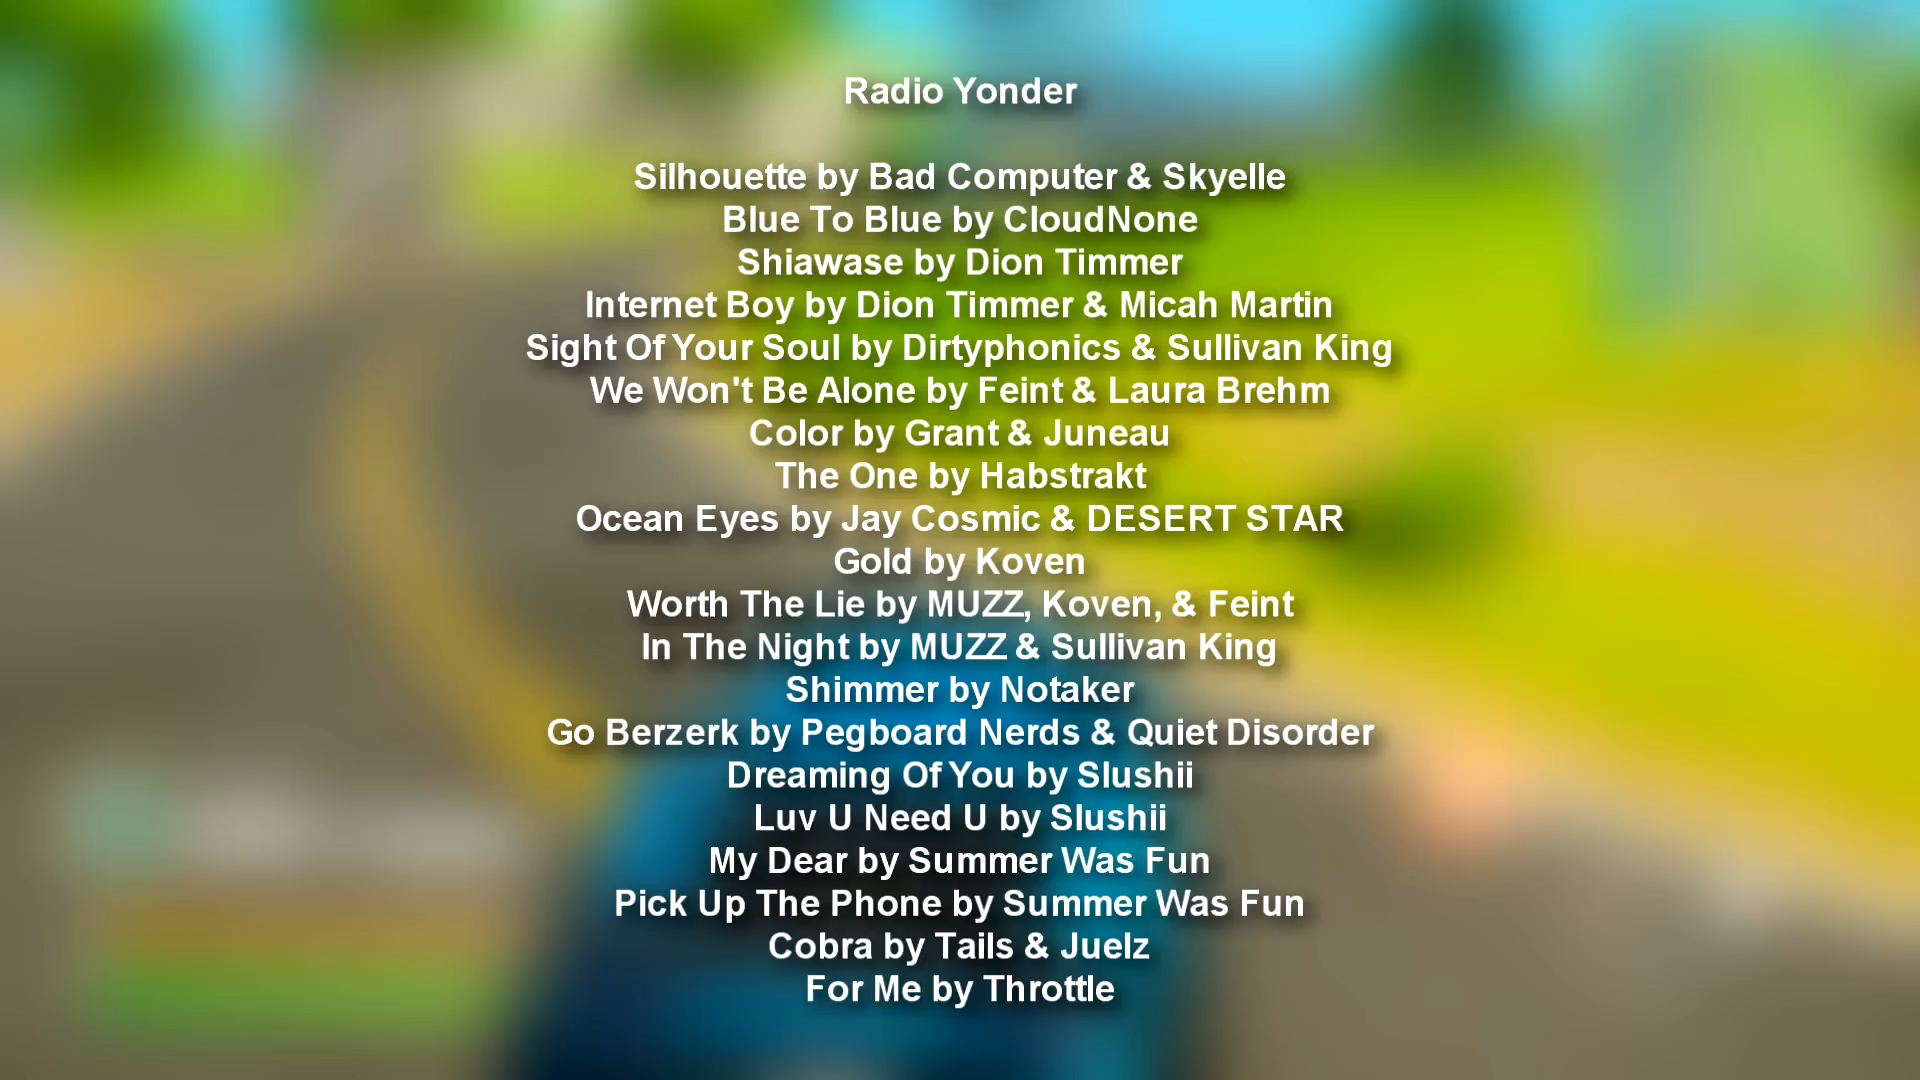 Radio Yonder
Silhouette by Bad Computer & Skyelle
Blue To Blue by CloudNone
Shiawase by Dion Timmer
Internet Boy by Dion Timmer & Micah Martin
Sight Of Your Soul by Dirtyphonics & Sullivan King
We Won't Be Alone by Feint & Laura Brehm
Color by Grant & Juneau
The One by Habstrakt
Ocean Eyes by Jay Cosmic & DESERT STAR
Gold by Koven
Worth The Lie by MUZZ, Koven, & Feint
In The Night by MUZZ & Sullivan King
Shimmer by Notaker
Go Berzerk by Pegboard Nerds & Quiet Disorder
Dreaming Of You by Slushii
Luv U Need U by Slushii
My Dear by Summer Was Fun
Pick Up The Phone by Summer Was Fun
Cobra by Tails & Juelz
For Me by Throttle